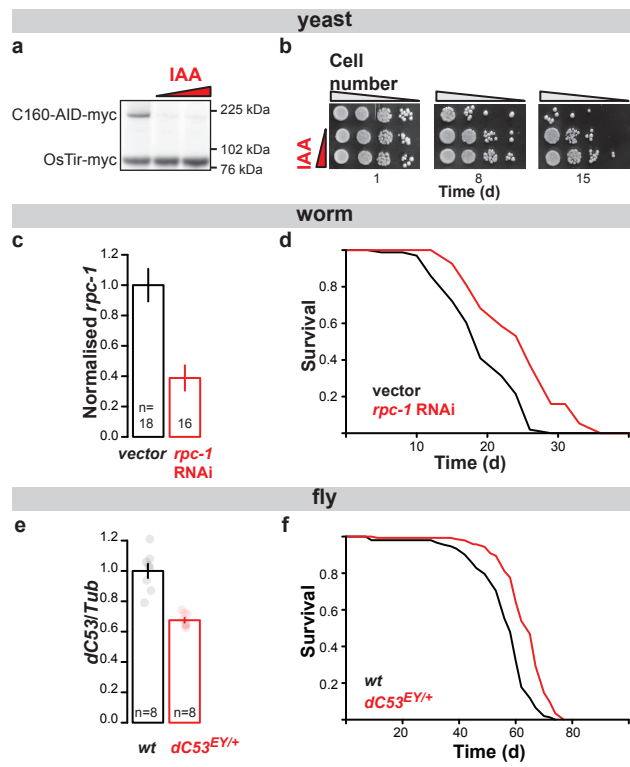 yeast
a
IAA
C160-AID-myc
225 kDa
OsTir-myc
102 kDa
76 kDa
b
Cell
number
IAA
1
8
15
Time (d)
worm
c
Normalised rpc-1
1.2
1.0
0.8
0.6
0.4
0.2
0.0
n=
18
16
vector
rpc-1
RNAi
d
Survival
0.8
0.6
0.4
0.2
vector
rpc-1 RNAi
10
20
30
Time (d)
fly
e
dC53/Tub
1.2
1.0
0.8
0.6
0.4
0.2
0.0
n=8
n=8
wt
dC53EY/+
f
Survival
0.8
0.6
0.4
0.2
wt
dC53EY/+
20
40
60
80
Time (d)